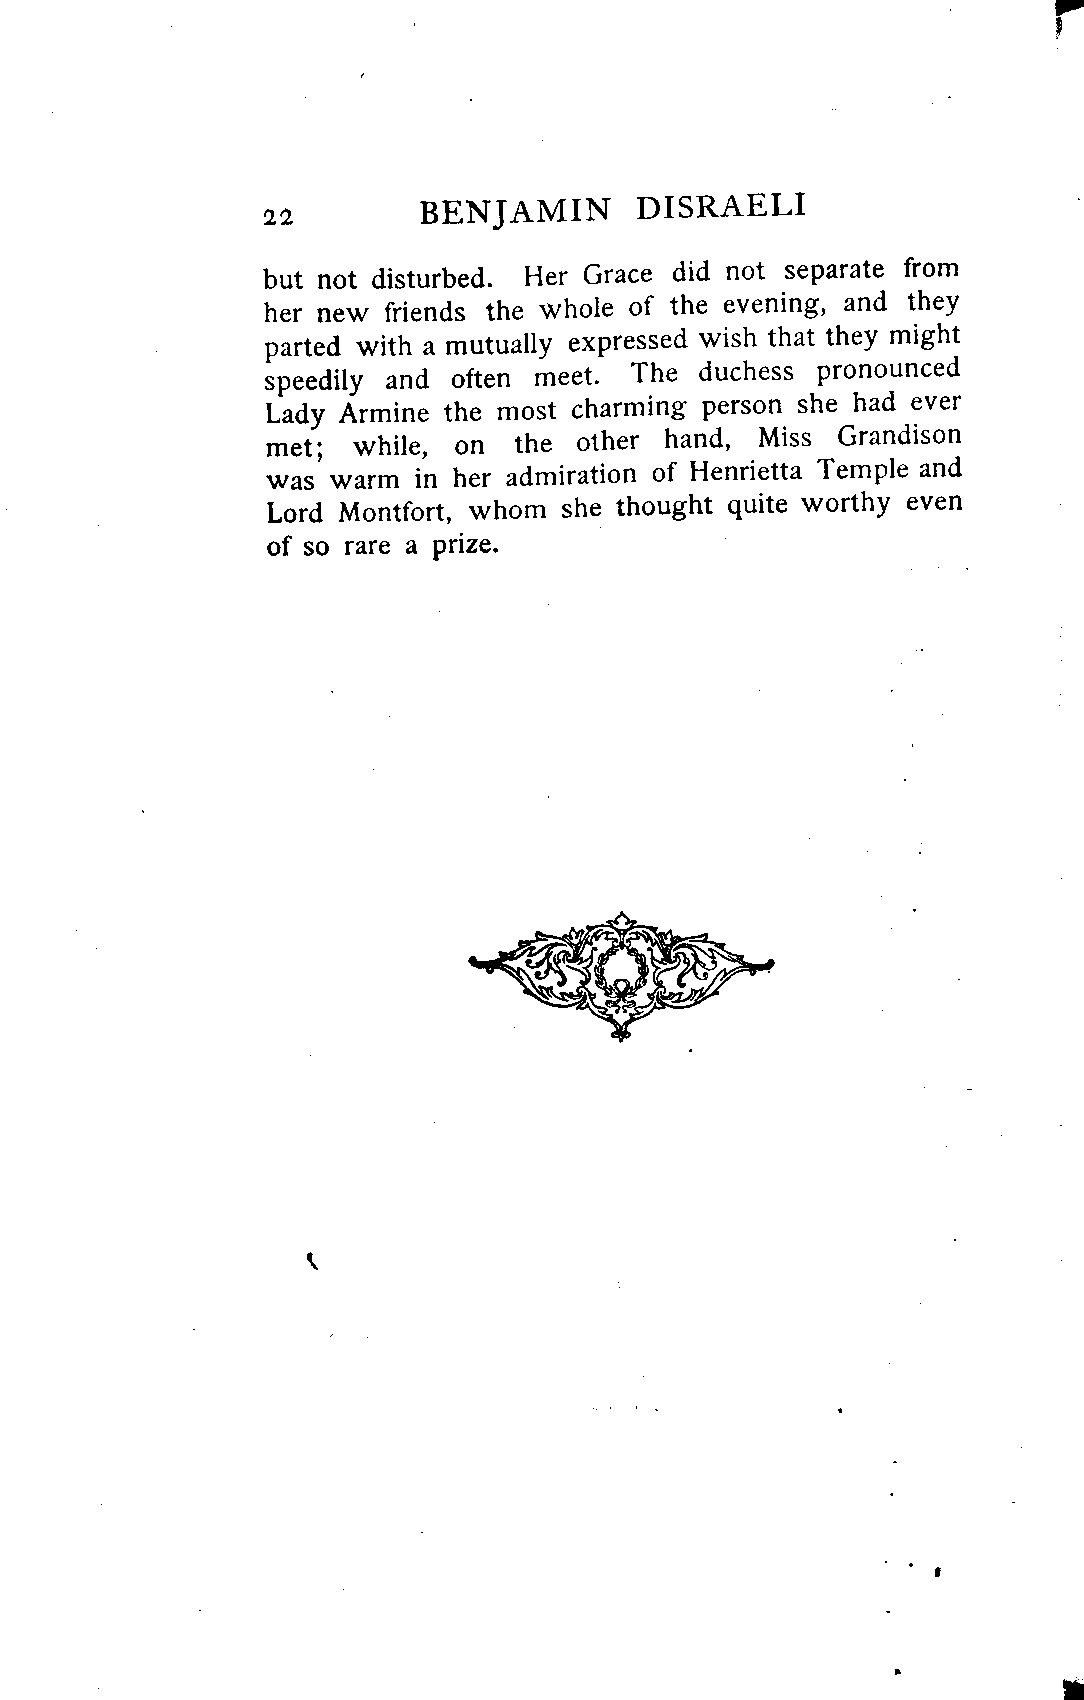 22 BENJAMIN DISRAELI
but not disturbed. Her Grace did not separate from
her new friends the whole of the evening, and they
parted with a mutually expressed wish that they might
speedily and often meet. The duchess pronounced
Lady Armine the most charming person she had ever
met; while, on the other hand, Miss Grandison
was warm in her admiration of Henrietta Temple and
Lord Montfort, whom she thought quite worthy even
of so rare a prize.